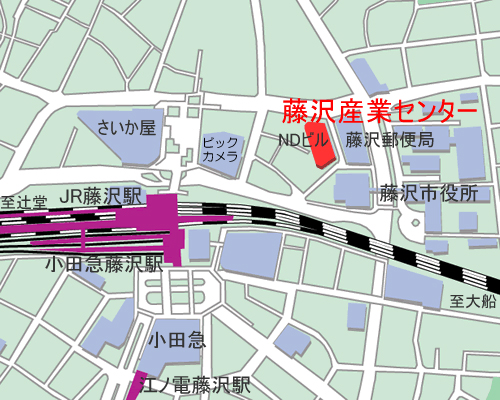 藤沢産業センター
さいか屋
ビック
カメラ
NDビル
藤沢郵便局
JR藤沢駅
藤沢市役所
至辻堂
小田急藤沢駅
至大船
小田急
江ノ電藤沢駅